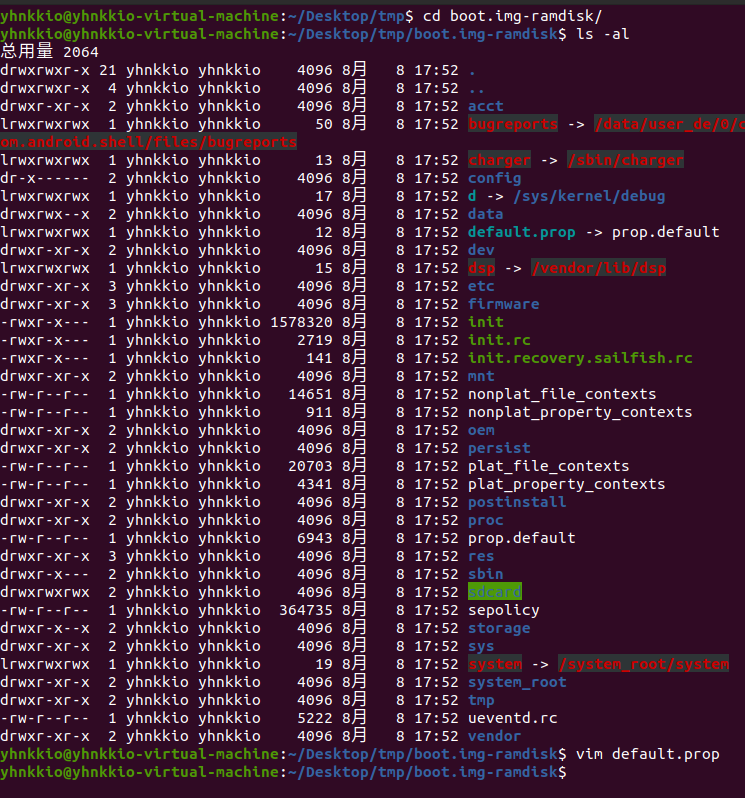 yhnkkio@yhnkkio-virtual-machine:~/Desktop/tmp$ cd boot.img-ramdisk/
yhnkkio@yhnkkio-virtual-machine:~/Desktop/tmp/boot.img-ramdisk$ ls -al
总用量 2064
drwxrwxr-x 21 yhnkkio yhnkkio    4096 8月   8 17:52 .
drwxrwxr-x  4 yhnkkio yhnkkio    4096 8月   8 17:52 ..
drwxr-xr-x  2 yhnkkio yhnkkio    4096 8月   8 17:52 acct
lrwxrwxrwx  1 yhnkkio yhnkkio      50 8月   8 17:52 bugreports -> /data/user_de/0/c
om.android.shell/files/bugreports
lrwxrwxrwx  1 yhnkkio yhnkkio      13 8月   8 17:52 charger -> /sbin/charger
dr-x------  2 yhnkkio yhnkkio    4096 8月   8 17:52 config
lrwxrwxrwx  1 yhnkkio yhnkkio      17 8月   8 17:52 d -> /sys/kernel/debug
drwxrwx--x  2 yhnkkio yhnkkio    4096 8月   8 17:52 data
lrwxrwxrwx  1 yhnkkio yhnkkio      12 8月   8 17:52 default.prop -> prop.default
drwxr-xr-x  2 yhnkkio yhnkkio    4096 8月   8 17:52 dev
lrwxrwxrwx  1 yhnkkio yhnkkio      15 8月   8 17:52 dsp -> /vendor/lib/dsp
drwxr-xr-x  3 yhnkkio yhnkkio    4096 8月   8 17:52 etc
drwxr-xr-x  3 yhnkkio yhnkkio    4096 8月   8 17:52 firmware
-rwxr-x---  1 yhnkkio yhnkkio 1578320 8月   8 17:52 init
-rwxr-x---  1 yhnkkio yhnkkio    2719 8月   8 17:52 init.rc
-rwxr-x---  1 yhnkkio yhnkkio     141 8月   8 17:52 init.recovery.sailfish.rc
drwxr-xr-x  2 yhnkkio yhnkkio    4096 8月   8 17:52 mnt
-rw-r--r--  1 yhnkkio yhnkkio   14651 8月   8 17:52 nonplat_file_contexts
-rw-r--r--  1 yhnkkio yhnkkio     911 8月   8 17:52 nonplat_property_contexts
drwxr-xr-x  2 yhnkkio yhnkkio    4096 8月   8 17:52 oem
drwxr-xr-x  2 yhnkkio yhnkkio    4096 8月   8 17:52 persist
-rw-r--r--  1 yhnkkio yhnkkio   20703 8月   8 17:52 plat_file_contexts
-rw-r--r--  1 yhnkkio yhnkkio    4341 8月   8 17:52 plat_property_contexts
drwxr-xr-x  2 yhnkkio yhnkkio    4096 8月   8 17:52 postinstall
drwxr-xr-x  2 yhnkkio yhnkkio    4096 8月   8 17:52 proc
-rw-r--r--  1 yhnkkio yhnkkio    6943 8月   8 17:52 prop.default
drwxr-xr-x  3 yhnkkio yhnkkio    4096 8月   8 17:52 res
drwxr-x---  2 yhnkkio yhnkkio    4096 8月   8 17:52 sbin
drwxrwxrwx  2 yhnkkio yhnkkio    4096 8月   8 17:52 sdcard
-rw-r--r--  1 yhnkkio yhnkkio  364735 8月   8 17:52 sepolicy
drwxr-x--x  2 yhnkkio yhnkkio    4096 8月   8 17:52 storage
drwxr-xr-x  2 yhnkkio yhnkkio    4096 8月   8 17:52 sys
lrwxrwxrwx  1 yhnkkio yhnkkio      19 8月   8 17:52 system -> /system_root/system
drwxr-xr-x  2 yhnkkio yhnkkio    4096 8月   8 17:52 system_root
drwxr-xr-x  2 yhnkkio yhnkkio    4096 8月   8 17:52 tmp
-rw-r--r--  1 yhnkkio yhnkkio    5222 8月   8 17:52 ueventd.rc
drwxr-xr-x  2 yhnkkio yhnkkio    4096 8月   8 17:52 vendor
yhnkkio@yhnkkio-virtual-machine:~/Desktop/tmp/boot.img-ramdisk$ vim default.prop
yhnkkio@yhnkkio-virtual-machine:~/Desktop/tmp/boot.img-ramdisk$